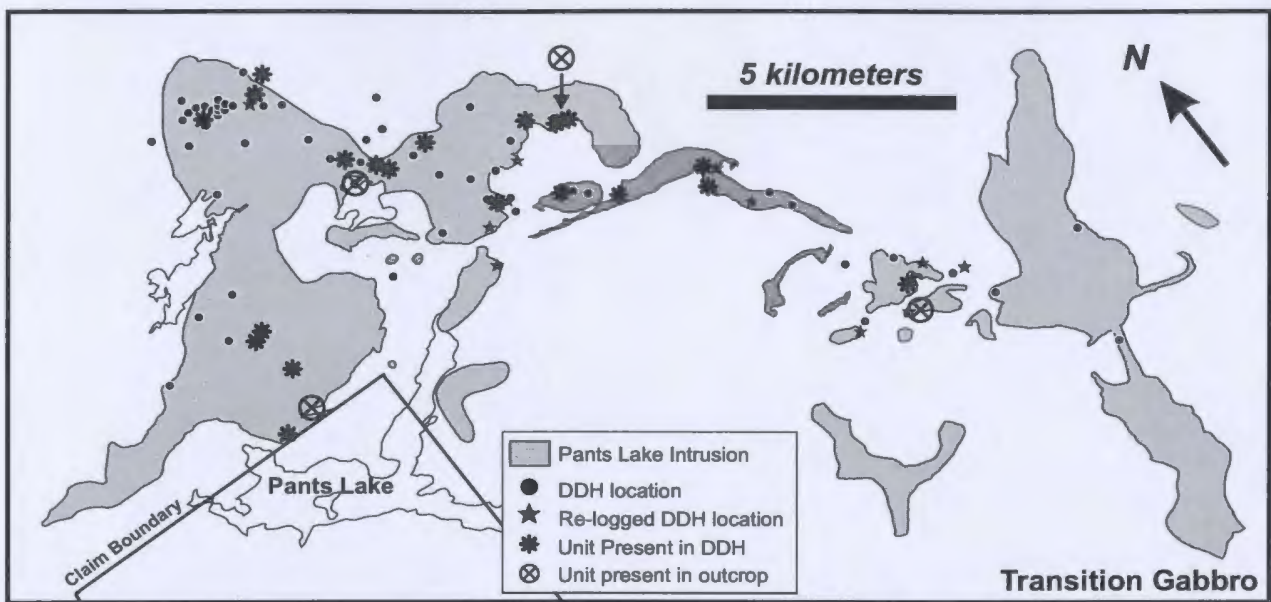 5 kilometers
N
Pants Lake
Claim Boundary
Pants Lake Intrusion
DDH location
Re-logged DDH location
Unit Present in DDH
Unit present in outcrop
Transition Gabbro